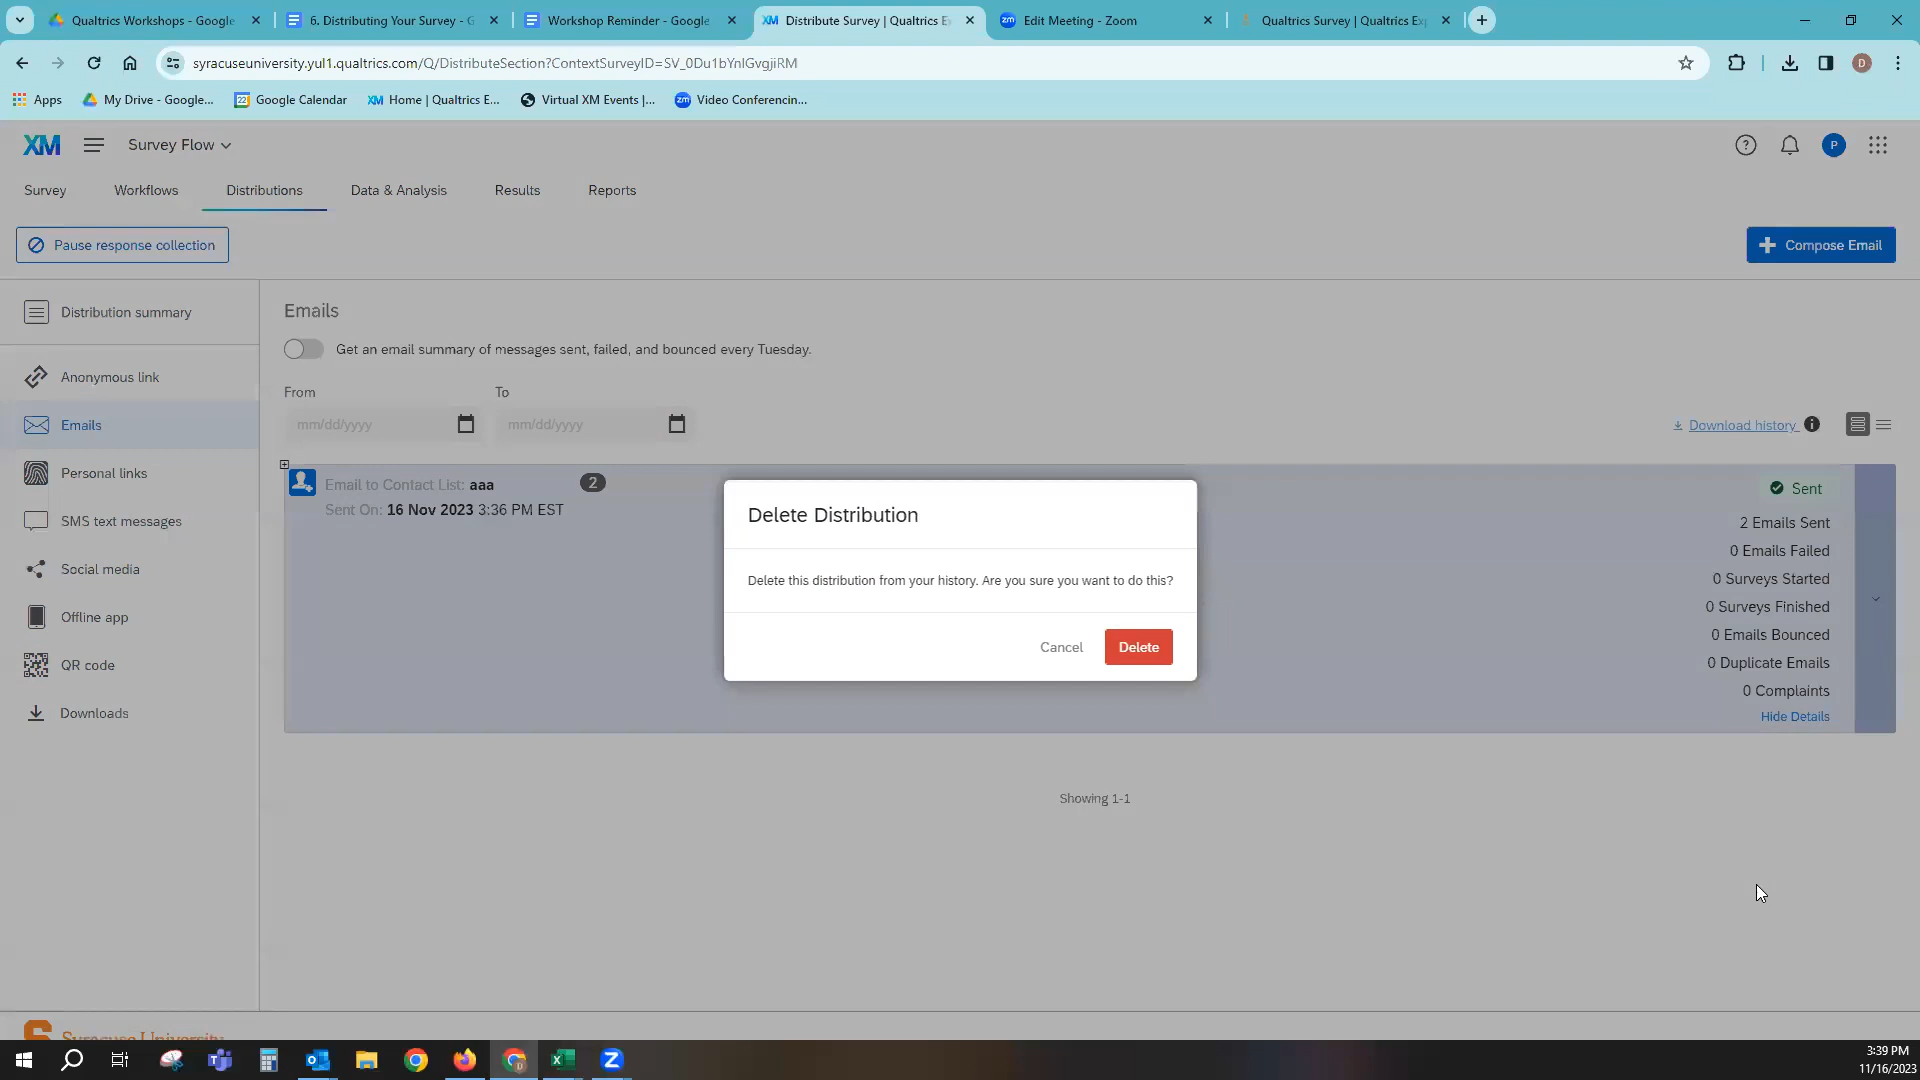 Qualtrics Workshops - Google
6. Distributing Your Survey - G
Workshop Reminder - Google
XM Distribute Survey | Qualtrics Ex
zm Edit Meeting - Zoom
Qualtrics Survey | Qualtrics Exp
syracuseuniversity.yul1.qualtrics.com/Q/DistributeSection?ContextSurveyID=SV_0Du1bYnlGvgjiRM
D
Apps
My Drive - Google...
22 Google Calendar
XM Home | Qualtrics E...
Virtual XM Events |...
zm Video Conferencin...
XM
Survey Flow
?
P
Survey
Workflows
Distributions
Data & Analysis
Results
Reports
Pause response collection
Compose Email
Distribution summary
Anonymous link
Emails
Personal links
SMS text messages
Social media
Offline app
QR code
Downloads
Emails
Get an email summary of messages sent, failed, and bounced every Tuesday.
From
To
mm/dd/yyyy
mm/dd/yyyy
Download history
Email to Contact List: aaa
2
Sent On: 16 Nov 2023 3:36 PM EST
Sent
2 Emails Sent
0 Emails Failed
0 Surveys Started
0 Surveys Finished
0 Emails Bounced
0 Duplicate Emails
0 Complaints
Hide Details
Delete Distribution
Delete this distribution from your history. Are you sure you want to do this?
Cancel
Delete
Showing 1-1
S Syracuse University
3:39 PM
11/16/2023